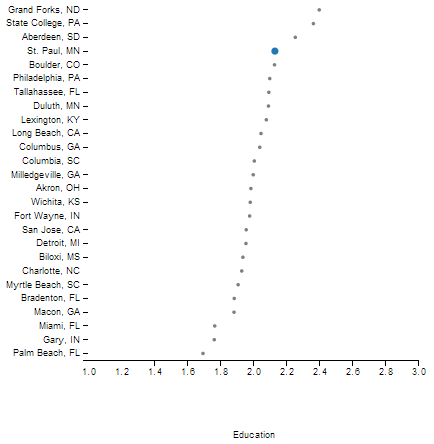 Grand Forks, ND
State College, PA
Aberdeen, SD
St. Paul, MN
Boulder, CO
Philadelphia, PA
Tallahassee, FL
Duluth, MN
Lexington, KY
Long Beach, CA
Columbus, GA
Columbia, SC
Milledgeville, GA
Akron, OH
Wichita, KS
Fort Wayne, IN
San Jose, CA
Detroit, MI
Biloxi, MS
Charlotte, NC
Myrtle Beach, SC
Bradenton, FL
Macon, GA
Miami, FL
Gary, IN
Palm Beach, FL
1.0 1.2 1.4 1.6 1.8 2.0 2.2 2.4 2.6 2.8 3.0
Education